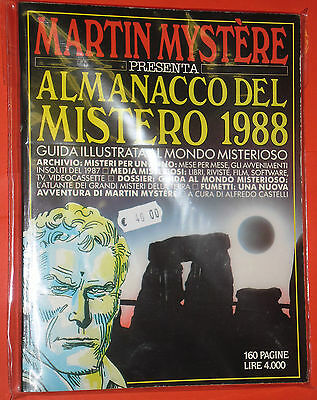 MARTIN MYSTÈRE
PRESENTA
ALMANACCO DEL
MISTERO 1988
GUIDA ILLUSTRATA AL MONDO MISTERIOSO
ARCHIVIO: MISTERI PER UN ANNO: MESE PER MESE, GLI AVVENIMENTI
INSOLITI DEL 1987 MEDIA MISTERIOSI: LIBRI, RIVISTE, FILM, SOFTWARE,
TV, VIDEOCASSETTE DOSSIER: GUIDA AL MONDO MISTERIOSO:
L'ATLANTE DEI GRANDI MISTERI DELLA TERRA FUMETTI: UNA NUOVA
AVVENTURA DI MARTIN MYSTÈRE A CURA DI ALFREDO CASTELLI
40,00
160 PAGINE
LIRE 4.000